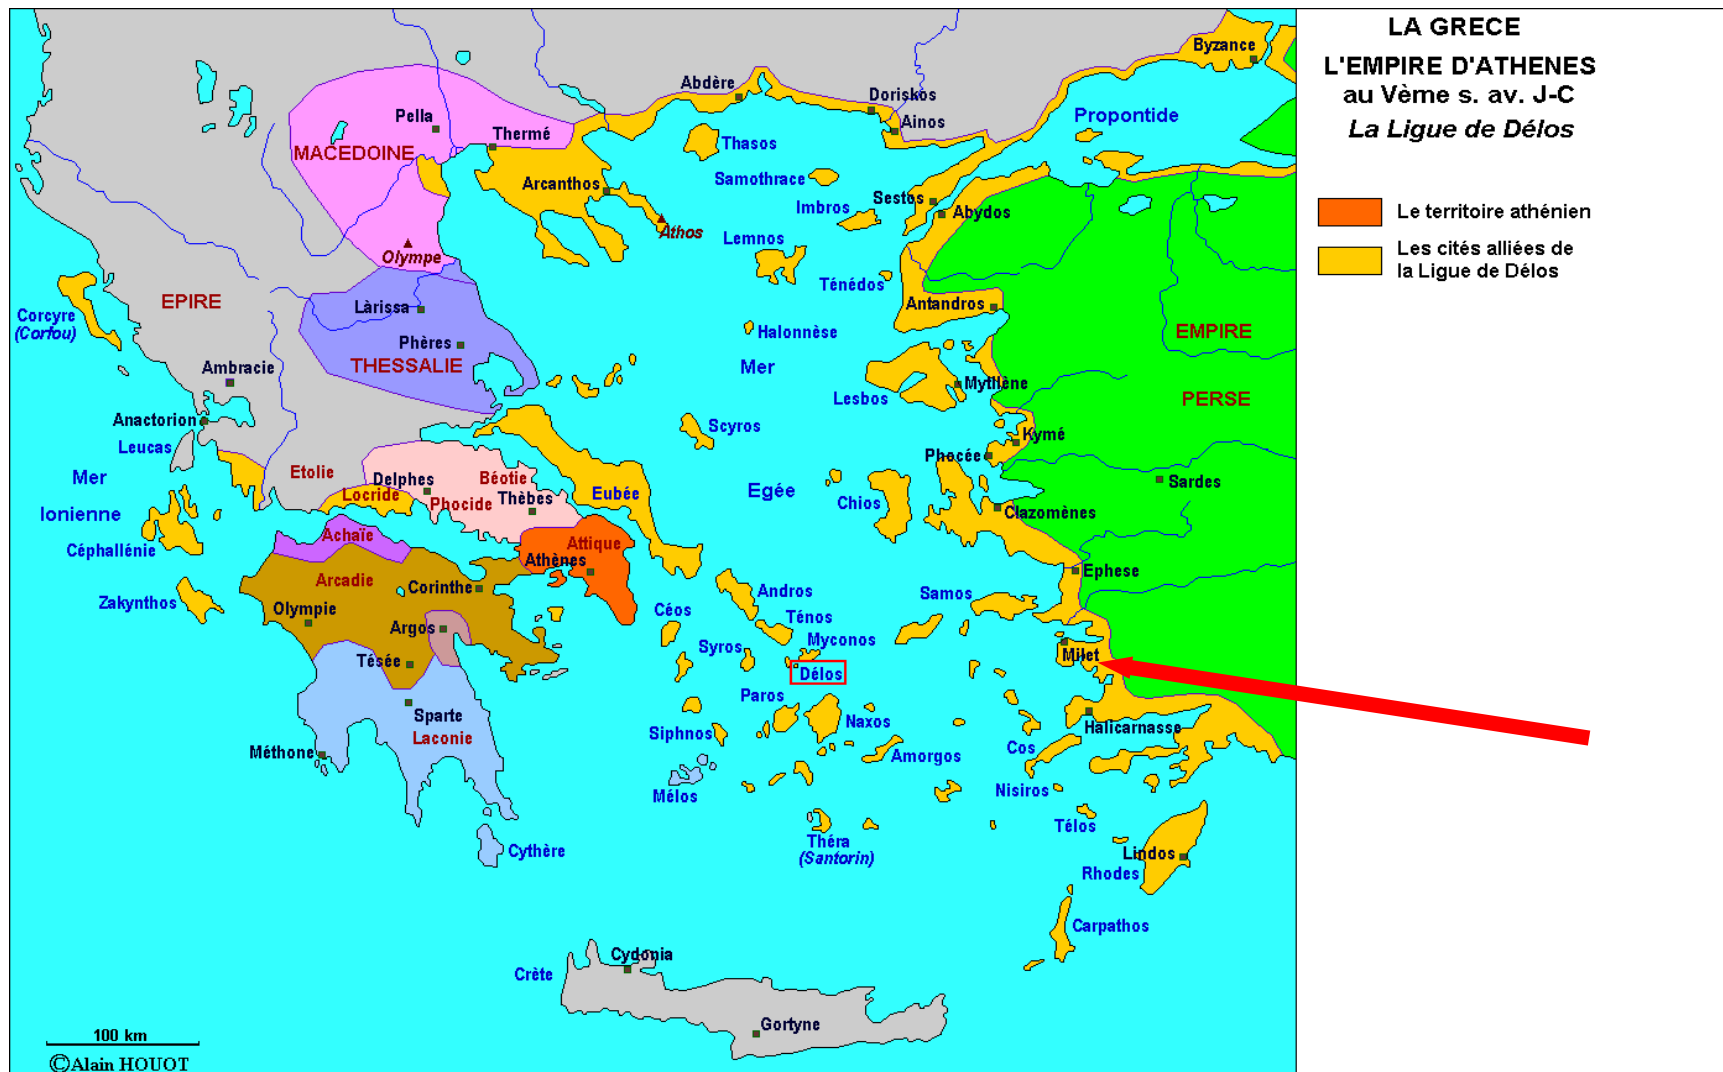 LA GRECE
L'EMPIRE D'ATHENES
au Vème s. av. J-C
La Ligue de Délos
Le territoire athénien
Les cités alliées de
la Ligue de Délos
Byzance
Abdère
Doriskos
Ainos
Propontide
Pella
Thermé
MACEDOINE
Thasos
Samothrace
Arcanthos
Imbros
Sestos
Abydos
Athos
Lemnos
Olympe
Ténédos
EPIRE
Làrissa
Antandros
Corcyre
(Corfou)
Halonnèse
EMPIRE
Phères
THESSALIE
Mer
Ambracie
Mytilène
Lesbos
PERSE
Anactorion
Leucas
Scyros
Kymé
Phocée
Mer
Etolie
Delphes
Béotie
Locride
Phocide
Thèbes
Eubée
Egée
Chios
Sardes
Ionienne
Clazomènes
Céphallénie
Achaïe
Attique
Athènes
Arcadie
Corinthe
Ephese
Zakynthos
Olympie
Andros
Samos
Céos
Ténos
Argos
Myconos
Syros
Milet
Tésée
Délos
Paros
Sparte
Naxos
Halicarnasse
Laconie
Siphnos
Cos
Méthone
Amorgos
Nisiros
Mélos
Télos
Théra
(Santorin)
Cythère
Lindos
Rhodes
Carpathos
Cydonia
Crète
Gortyne
100 km
©Alain HOUOT